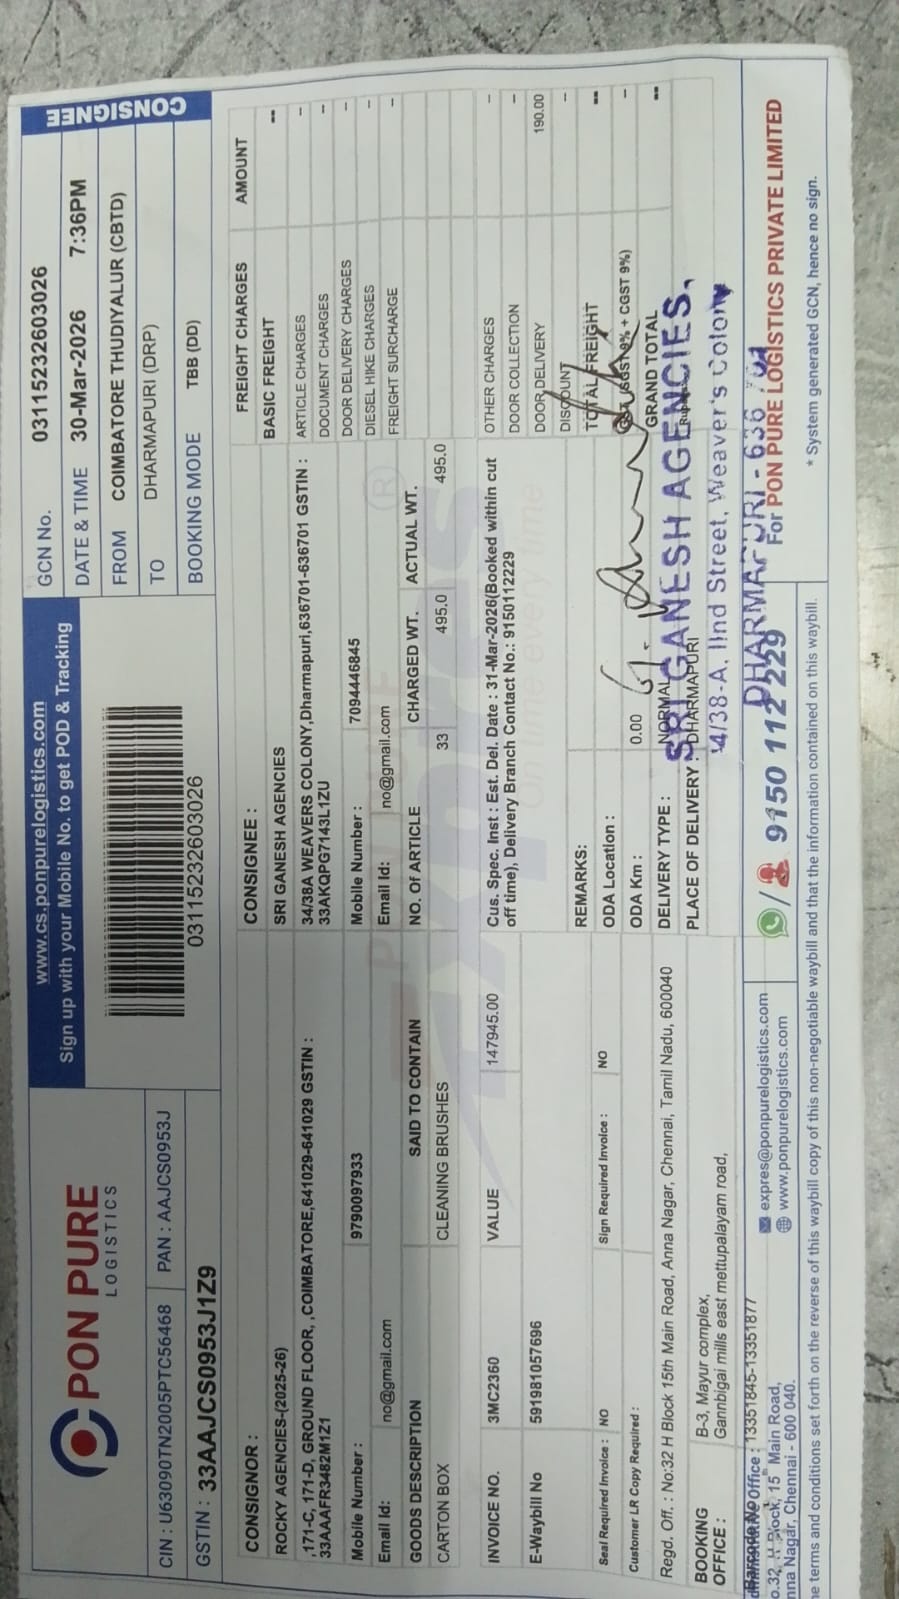 PON PURE
LOGISTICS
CIN : U63090TN2005PTC56468 PAN : AAJCS0953J
GSTIN : 33AAJCS0953J1Z9
www.cs.ponpurelogistics.com
Sign up with your Mobile No. to get POD & Tracking
03115232603026
GCN No. 03115232603026
DATE & TIME 30-Mar-2026 7:36PM
FROM COIMBATORE THUDIYALUR (CBTD)
TO DHARMAPURI (DRP)
BOOKING MODE TBB (DD)
CONSIGNEE
CONSIGNOR :
ROCKY AGENCIES-(2025-26)
,171-C, 171-D, GROUND FLOOR, ,COIMBATORE,641029-641029 GSTIN :
33AAAFR3482M1Z1
Mobile Number : 9790097933
Email Id: no@gmail.com
CONSIGNEE :
SRI GANESH AGENCIES
34/38A WEAVERS COLONY,Dharmapuri,636701-636701 GSTIN :
33AKQPG7143L1ZU
Mobile Number : 7094446845
Email Id: no@gmail.com
GOODS DESCRIPTION SAID TO CONTAIN NO. Of ARTICLE CHARGED WT. ACTUAL WT.
CARTON BOX CLEANING BRUSHES 33 495.0 495.0
INVOICE NO. 3MC2360 VALUE 147945.00
E-Waybill No 591981057696
Cus. Spec. Inst : Est. Del. Date : 31-Mar-2026(Booked within cut
off time), Delivery Branch Contact No.: 9150112229
REMARKS:
Seal Required Invoice : NO Sign Required Invoice : NO
Customer LR Copy Required :
ODA Location :
ODA Km : 0.00
DELIVERY TYPE : NORMAL
PLACE OF DELIVERY : DHARMAPURI
FREIGHT CHARGES AMOUNT
BASIC FREIGHT --
ARTICLE CHARGES --
DOCUMENT CHARGES --
DOOR DELIVERY CHARGES --
DIESEL HIKE CHARGES --
FREIGHT SURCHARGE --
OTHER CHARGES --
DOOR COLLECTION --
DOOR DELIVERY 190.00
DISCOUNT --
TOTAL FREIGHT --
GST (SGST 9% + CGST 9%) --
GRAND TOTAL --
SRI GANESH AGENCIES,
34/38-A, IInd Street, Weaver's Colony
DHARMAPURI - 636 701
Regd. Off. : No:32 H Block 15th Main Road, Anna Nagar, Chennai, Tamil Nadu, 600040
BOOKING
OFFICE :
B-3, Mayur complex,
Gannbigai mills east mettupalayam road,
Barcode No : 13351845-13351877
15th Main Road,
nna Nagar, Chennai - 600 040.
expres@ponpurelogistics.com
www.ponpurelogistics.com
/ 9150 112 229
For PON PURE LOGISTICS PRIVATE LIMITED
* System generated GCN, hence no sign.
he terms and conditions set forth on the reverse of this waybill copy of this non-negotiable waybill and that the information contained on this waybill.